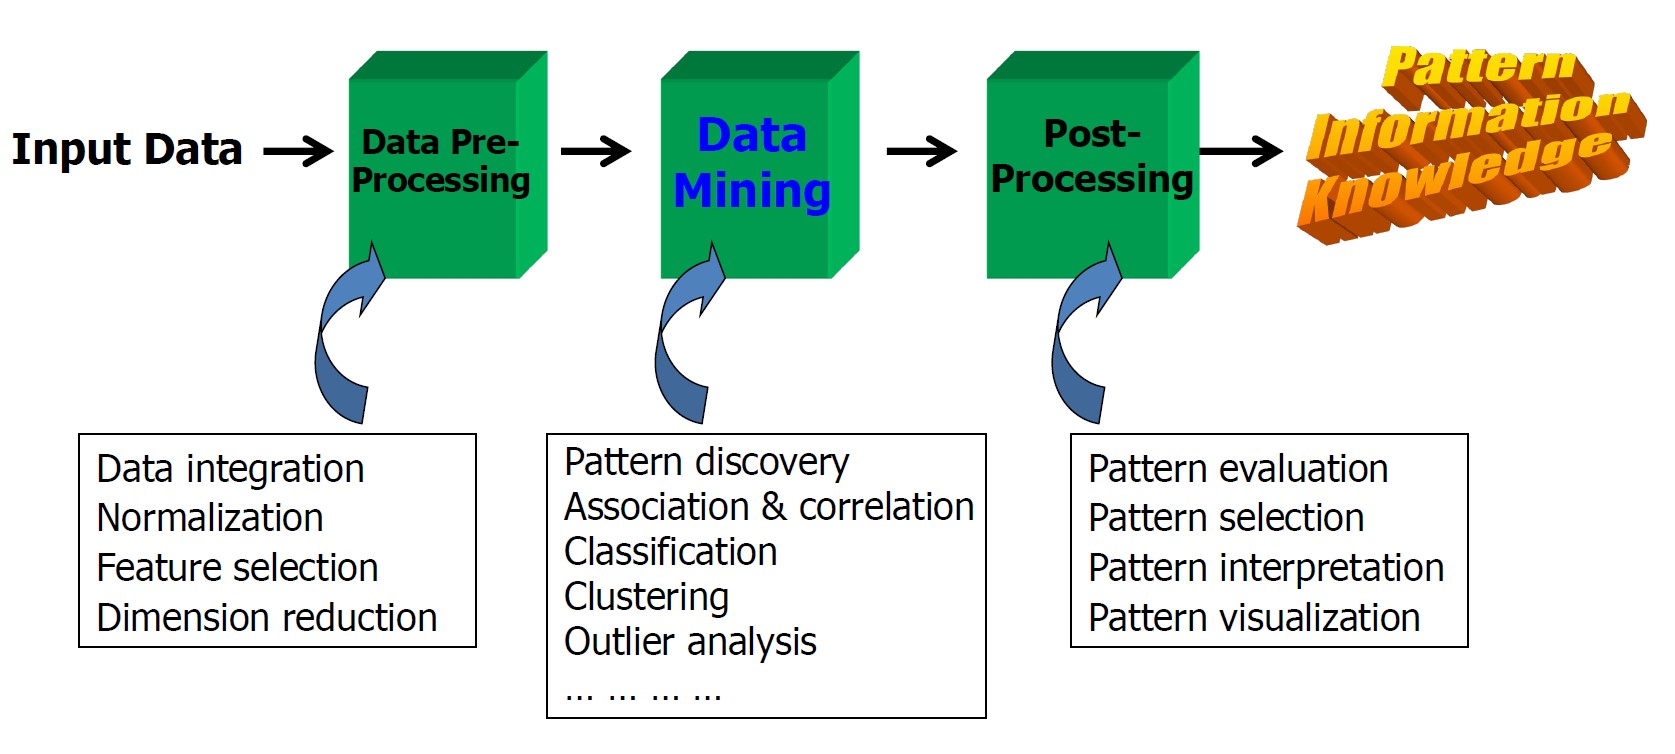 Input Data
Data Pre-
Processing
Data
Mining
Post-
Processing
Pattern
Information
Knowledge
Data integration
Normalization
Feature selection
Dimension reduction
Pattern discovery
Association & correlation
Classification
Clustering
Outlier analysis
… … … …
Pattern evaluation
Pattern selection
Pattern interpretation
Pattern visualization